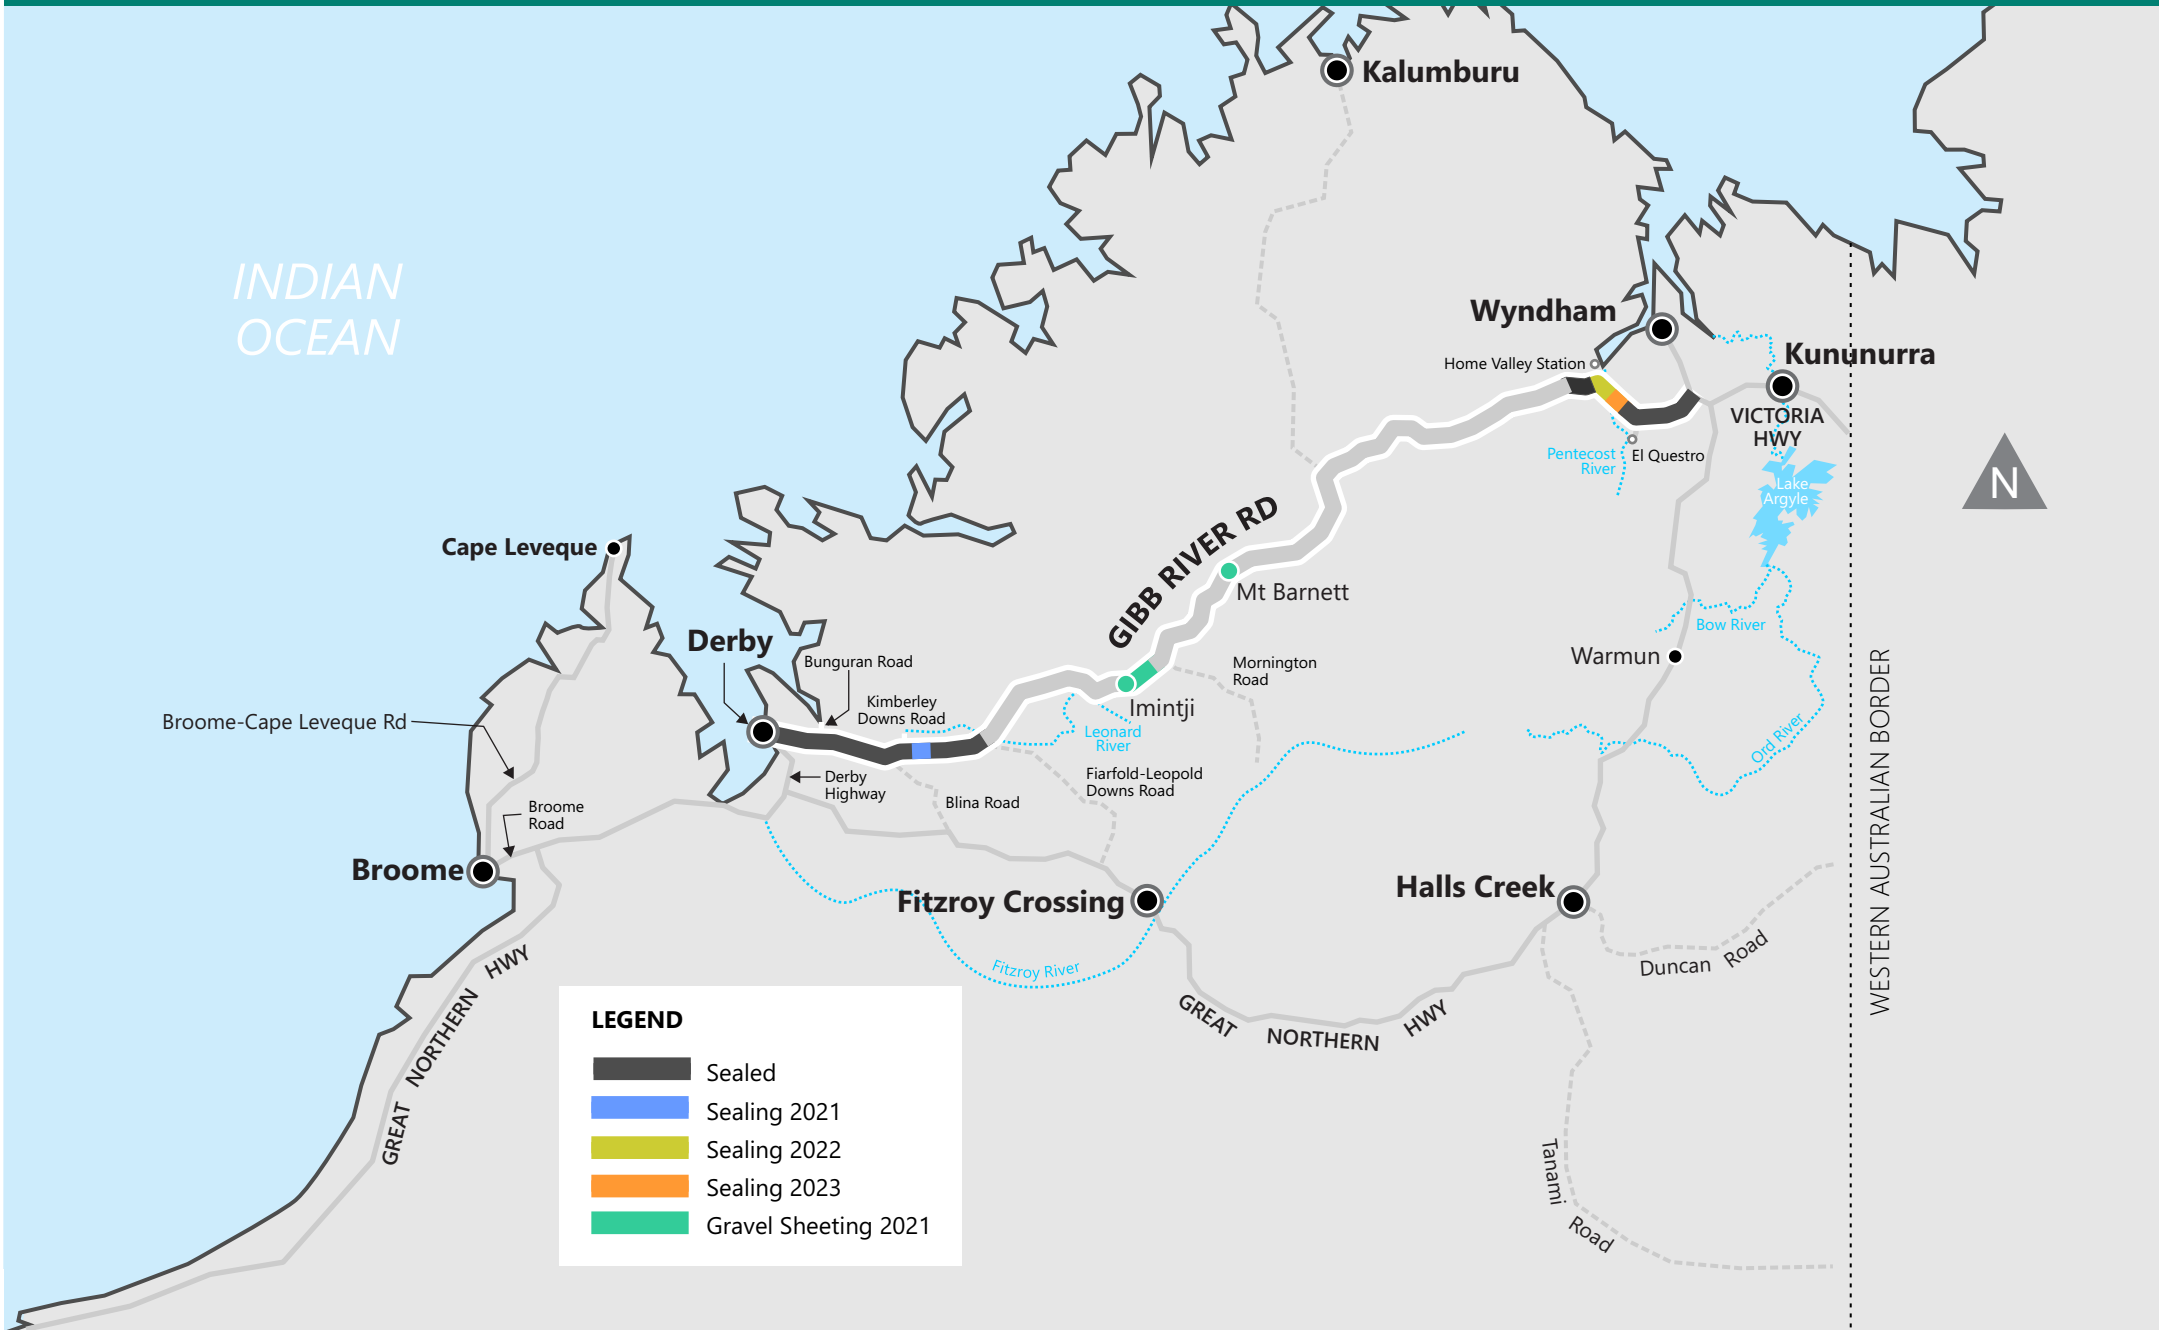 Kalumburu
INDIAN
OCEAN
Wyndham
Kununurra
Home Valley Station
VICTORIA
HWY
Pentecost
River
El Questro
Lake
Argyle
N
GIBB RIVER RD
Cape Leveque
Mt Barnett
Bow River
Derby
Warmun
Bunguran Road
Mornington
Road
Kimberley
Downs Road
Imintji
Broome-Cape Leveque Rd
Leonard
River
Ord River
WESTERN AUSTRALIAN BORDER
Derby
Highway
Fiarfold-Leopold
Downs Road
Blina Road
Broome
Road
Broome
Fitzroy Crossing
Halls Creek
Duncan Road
Fitzroy River
GREAT NORTHERN HWY
GREAT NORTHERN HWY
Tanami Road
LEGEND
Sealed
Sealing 2021
Sealing 2022
Sealing 2023
Gravel Sheeting 2021